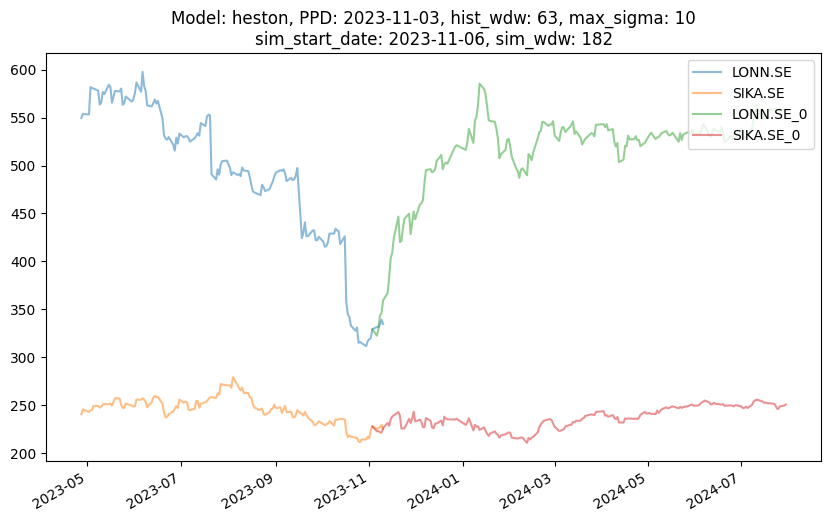 Model: heston, PPD: 2023-11-03, hist_wdw: 63, max_sigma: 10
sim_start_date: 2023-11-06, sim_wdw: 182
LONN.SE
SIKA.SE
LONN.SE_0
SIKA.SE_0
600
550
500
450
400
350
300
250
200
2023-05
2023-07
2023-09
2023-11
2024-01
2024-03
2024-05
2024-07